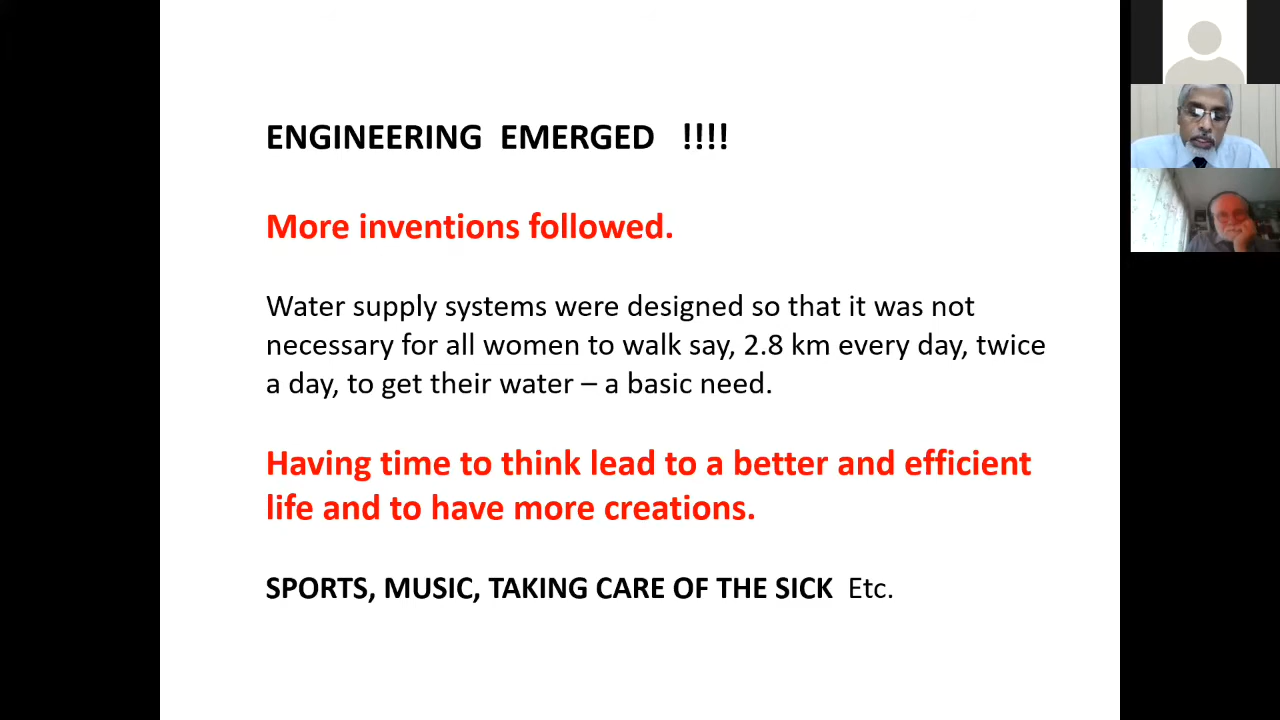 ENGINEERING EMERGED !!!!
More inventions followed.
Water supply systems were designed so that it was not
necessary for all women to walk say, 2.8 km every day, twice
a day, to get their water – a basic need.
Having time to think lead to a better and efficient
life and to have more creations.
SPORTS, MUSIC, TAKING CARE OF THE SICK Etc.